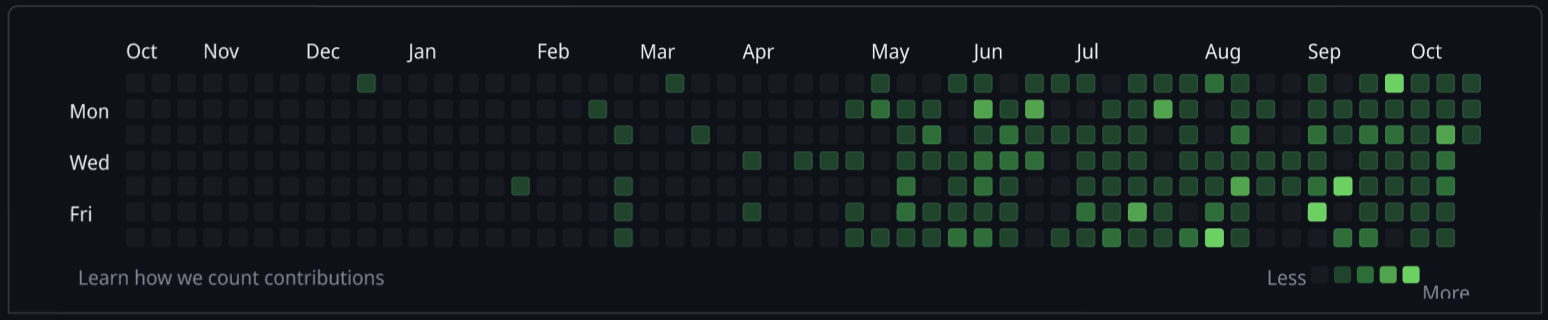 Oct Nov Dec Jan Feb Mar Apr May Jun Jul Aug Sep Oct
Mon
Wed
Fri
Learn how we count contributions Less More